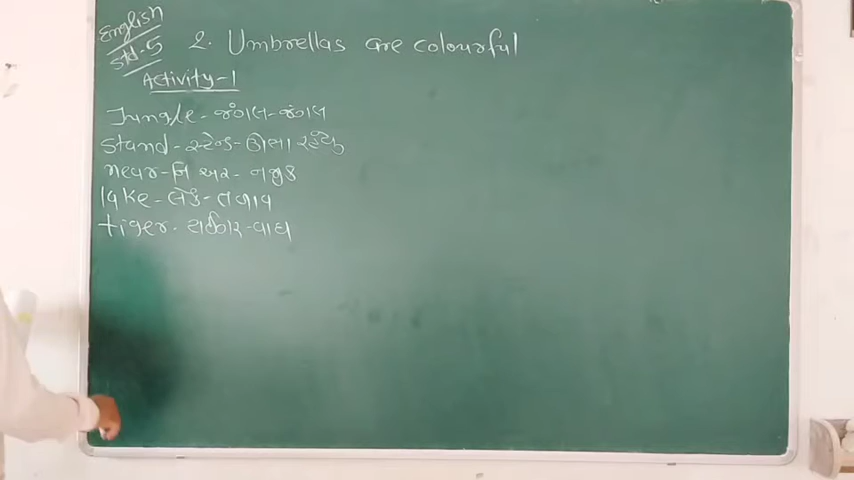 English
Std-5
2. Umbrellas are colourful
Activity-1
Jungle - જંગલ - જંગલ
Stand - સ્ટેન્ડ - ઊભા રહેવું
near - નિઅર - નજીક
lake - લેક - તળાવ
tiger - ટાઈગર - વાઘ